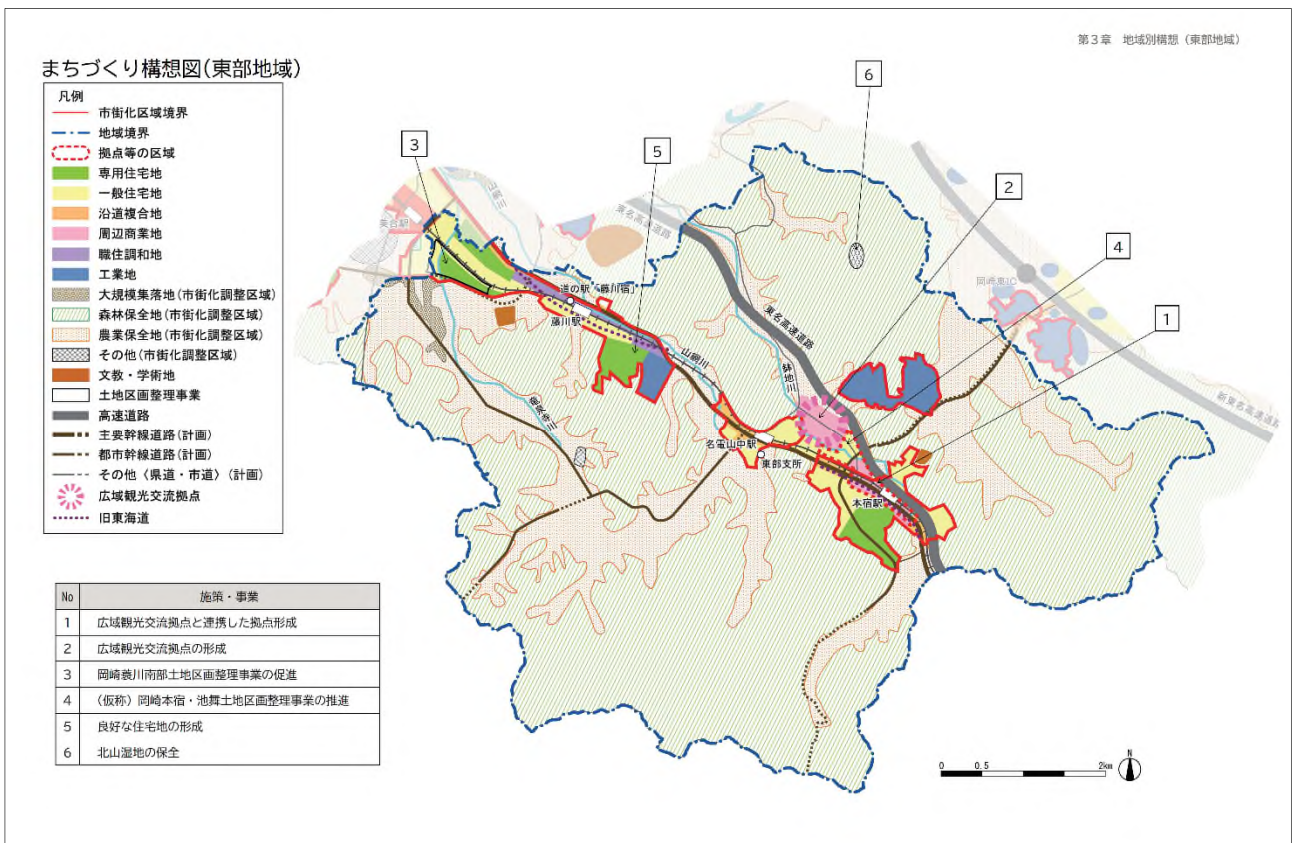 第３章　地域別構想（東部地域）
まちづくり構想図(東部地域)
凡例
市街化区域境界
地域境界
拠点等の区域
専用住宅地
一般住宅地
沿道複合地
周辺商業地
職住調和地
工業地
大規模集落地(市街化調整区域)
森林保全地(市街化調整区域)
農業保全地(市街化調整区域)
その他(市街化調整区域)
文教・学術地
土地区画整理事業
高速道路
主要幹線道路(計画)
都市幹線道路(計画)
その他〈県道・市道〉(計画)
広域観光交流拠点
旧東海道
6
3
5
2
4
1
美合駅
山綱川
東名高速道路
岡崎東IC
道の駅「藤川宿」
藤川駅
山綱川
東名高速道路
鉢地川
新東名高速道路
名電山中駅
東部支所
本宿駅
No 施策・事業
1 広域観光交流拠点と連携した拠点形成
2 広域観光交流拠点の形成
3 岡崎蓑川南部土地区画整理事業の促進
4 （仮称）岡崎本宿・池舞土地区画整理事業の推進
5 良好な住宅地の形成
6 北山湿地の保全
0 0.5 2km
N